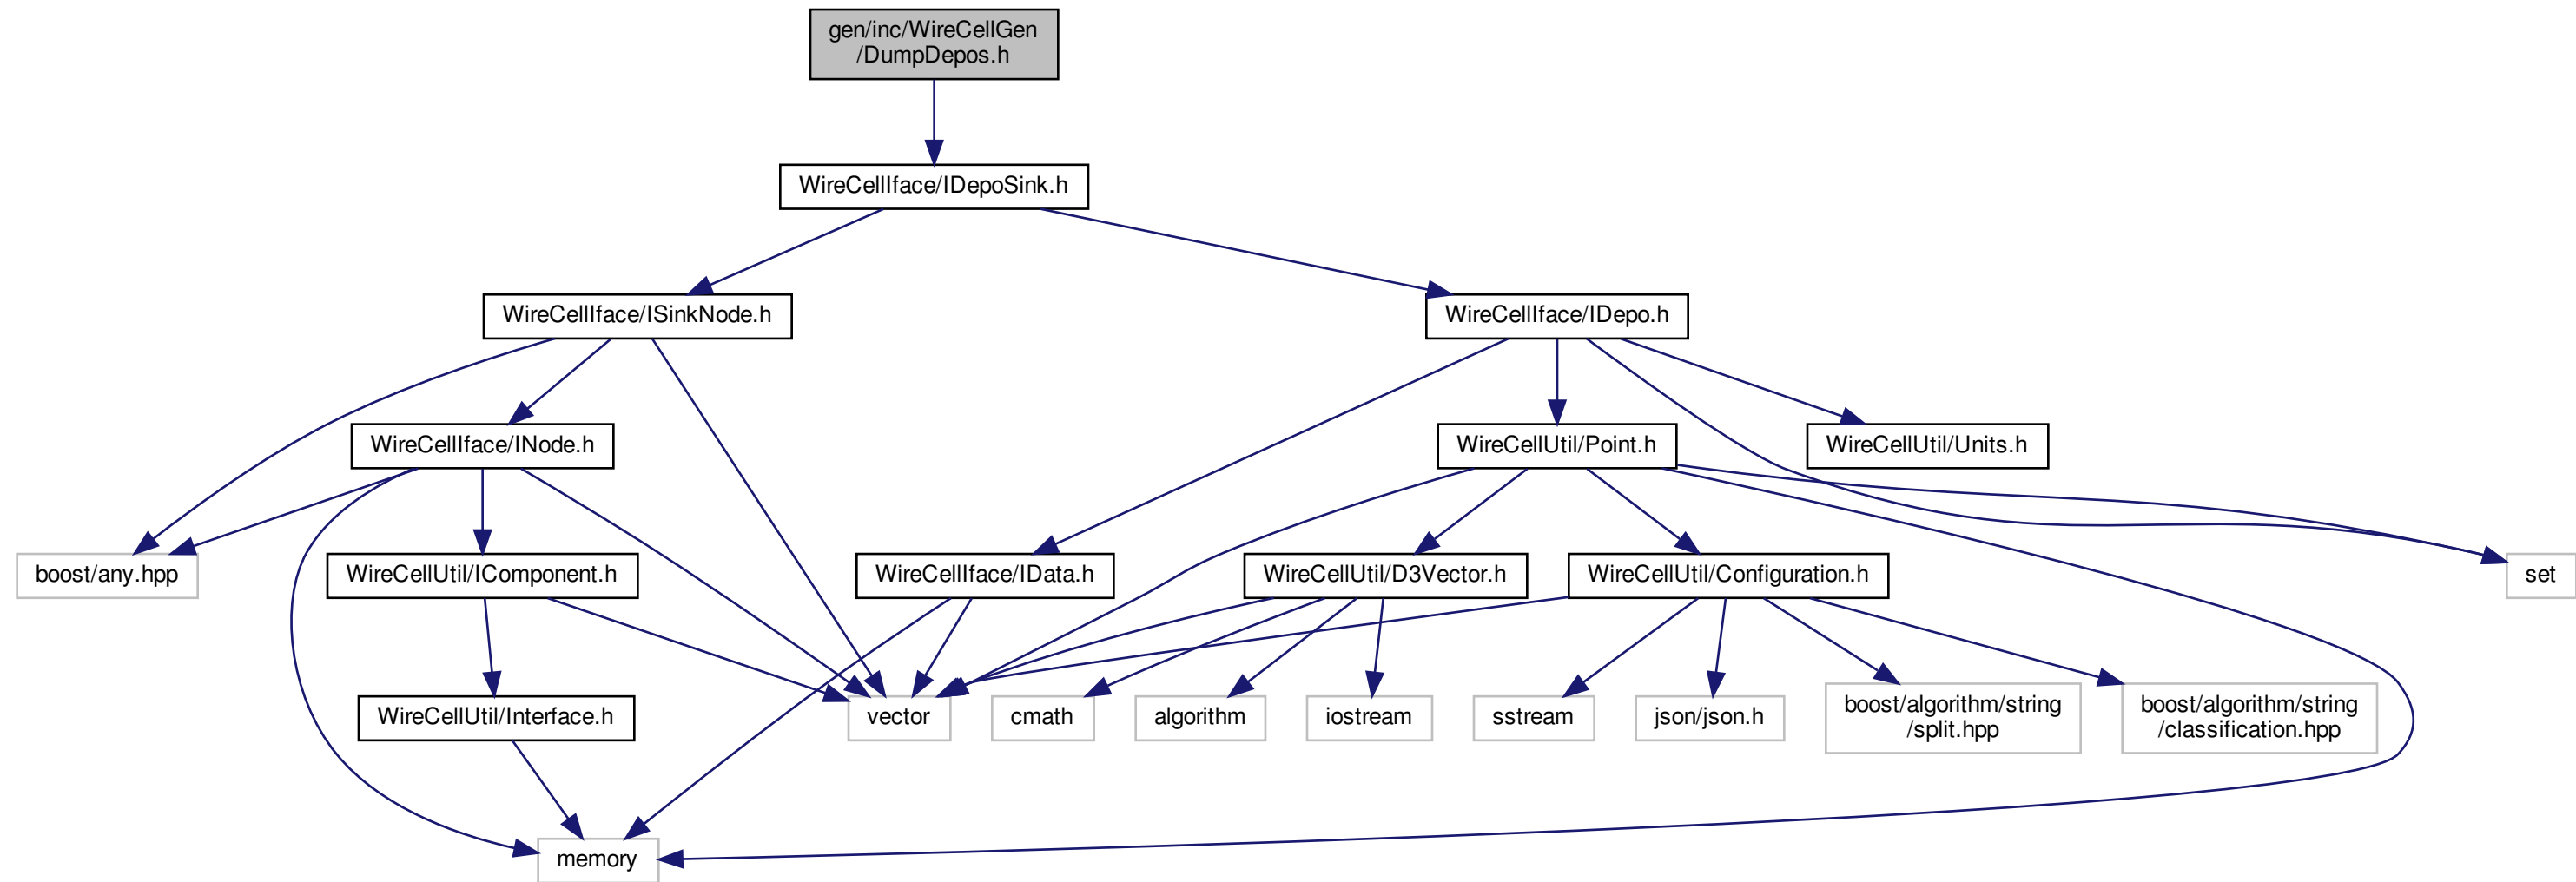 gen/inc/WireCellGen
/DumpDepos.h
WireCellIface/IDepoSink.h
WireCellIface/ISinkNode.h
WireCellIface/IDepo.h
WireCellIface/INode.h
WireCellUtil/Point.h
WireCellUtil/Units.h
boost/any.hpp
WireCellUtil/IComponent.h
WireCellIface/IData.h
WireCellUtil/D3Vector.h
WireCellUtil/Configuration.h
set
WireCellUtil/Interface.h
vector
cmath
algorithm
iostream
sstream
json/json.h
boost/algorithm/string
/split.hpp
boost/algorithm/string
/classification.hpp
memory